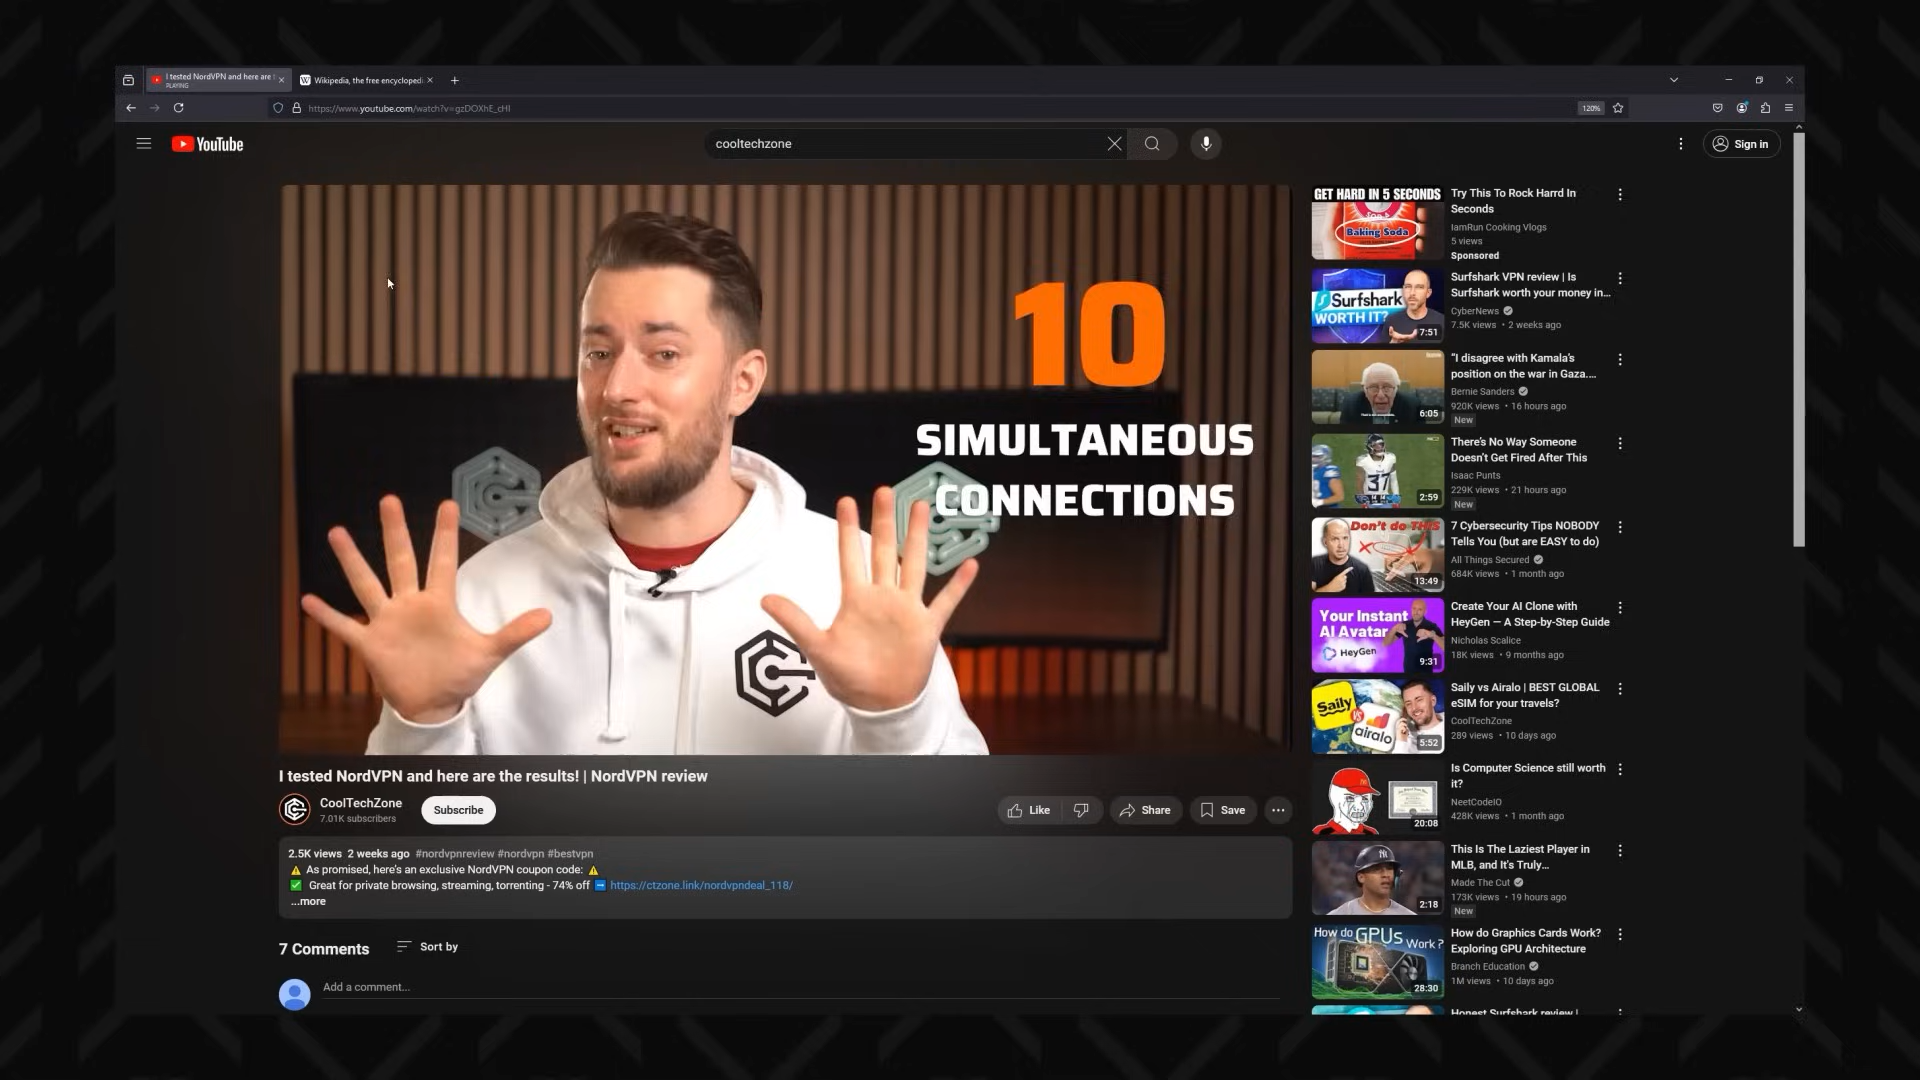 I tested NordVPN and here are
PLAYING
Wikipedia, the free encycloped
https://www.youtube.com/watch?v=gzDOXhE_cHI
120%
YouTube
cooltechzone
Sign in
10
SIMULTANEOUS
CONNECTIONS
I tested NordVPN and here are the results! | NordVPN review
CoolTechZone
7.01K subscribers
Subscribe
Like
Share
Save
2.5K views 2 weeks ago #nordvpnreview #nordvpn #bestvpn
⚠️ As promised, here's an exclusive NordVPN coupon code: ⚠️
✅ Great for private browsing, streaming, torrenting - 74% off ➡️ https://ctzone.link/nordvpndeal_118/
...more
7 Comments
Sort by
Add a comment...
GET HARD IN 5 SECONDS
Baking Soda
Try This To Rock Harrd In
Seconds
IamRun Cooking Vlogs
5 views
Sponsored
Surfshark
WORTH IT?
7:51
Surfshark VPN review | Is
Surfshark worth your money in...
CyberNews
7.5K views • 2 weeks ago
6:05
“I disagree with Kamala’s
position on the war in Gaza....
Bernie Sanders
920K views • 16 hours ago
New
37
2:59
There’s No Way Someone
Doesn’t Get Fired After This
Isaac Punts
229K views • 21 hours ago
New
Don't do THIS
13:49
7 Cybersecurity Tips NOBODY
Tells You (but are EASY to do)
All Things Secured
684K views • 1 month ago
Your Instant
AI Avatar
HeyGen
9:31
Create Your AI Clone with
HeyGen — A Step-by-Step Guide
Nicholas Scalice
18K views • 9 months ago
Saily
VS
airalo
5:52
Saily vs Airalo | BEST GLOBAL
eSIM for your travels?
CoolTechZone
289 views • 10 days ago
20:08
Is Computer Science still worth
it?
NeetCodeIO
428K views • 1 month ago
2:18
This Is The Laziest Player in
MLB, and It's Truly...
Made The Cut
173K views • 19 hours ago
New
How do GPUs Work?
28:30
How do Graphics Cards Work?
Exploring GPU Architecture
Branch Education
1M views • 10 days ago
Honest Surfshark review |